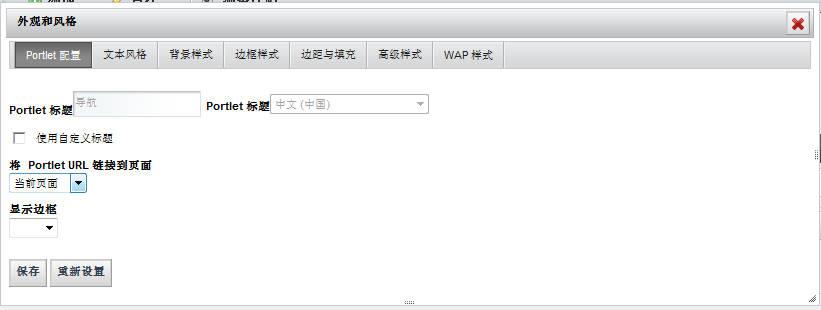 外观和风格
Portlet 配置 文本风格 背景样式 边框样式 边距与填充 高级样式 WAP 样式
Portlet 标题 导航 Portlet 标题 中文 (中国)
使用自定义标题
将 Portlet URL 链接到页面
当前页面
显示边框
保存 重新设置